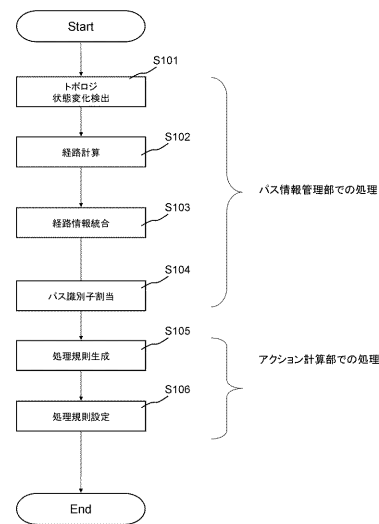 Start
S101
トポロジ
状態変化検出
S102
経路計算
パス情報管理部での処理
S103
経路情報統合
S104
パス識別子割当
S105
処理規則生成
アクション計算部での処理
S106
処理規則設定
End